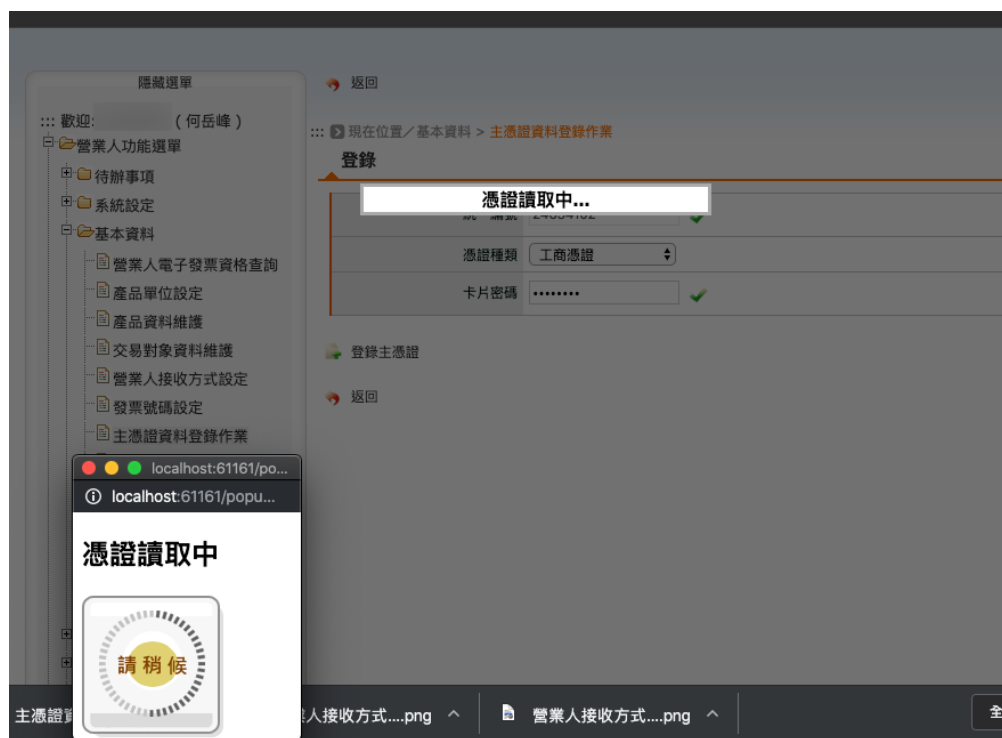 隱藏選單
返回
::: 歡迎: ( 何岳峰 )
營業人功能選單
待辦事項
系統設定
基本資料
營業人電子發票資格查詢
產品單位設定
產品資料維護
交易對象資料維護
營業人接收方式設定
發票號碼設定
主憑證資料登錄作業
::: 現在位置／基本資料 > 主憑證資料登錄作業
登錄
憑證讀取中...
憑證種類 工商憑證
卡片密碼 ••••••••
登錄主憑證
返回
localhost:61161/po...
localhost:61161/popu...
憑證讀取中
請稍候
主憑證
人接收方式....png
營業人接收方式....png
全